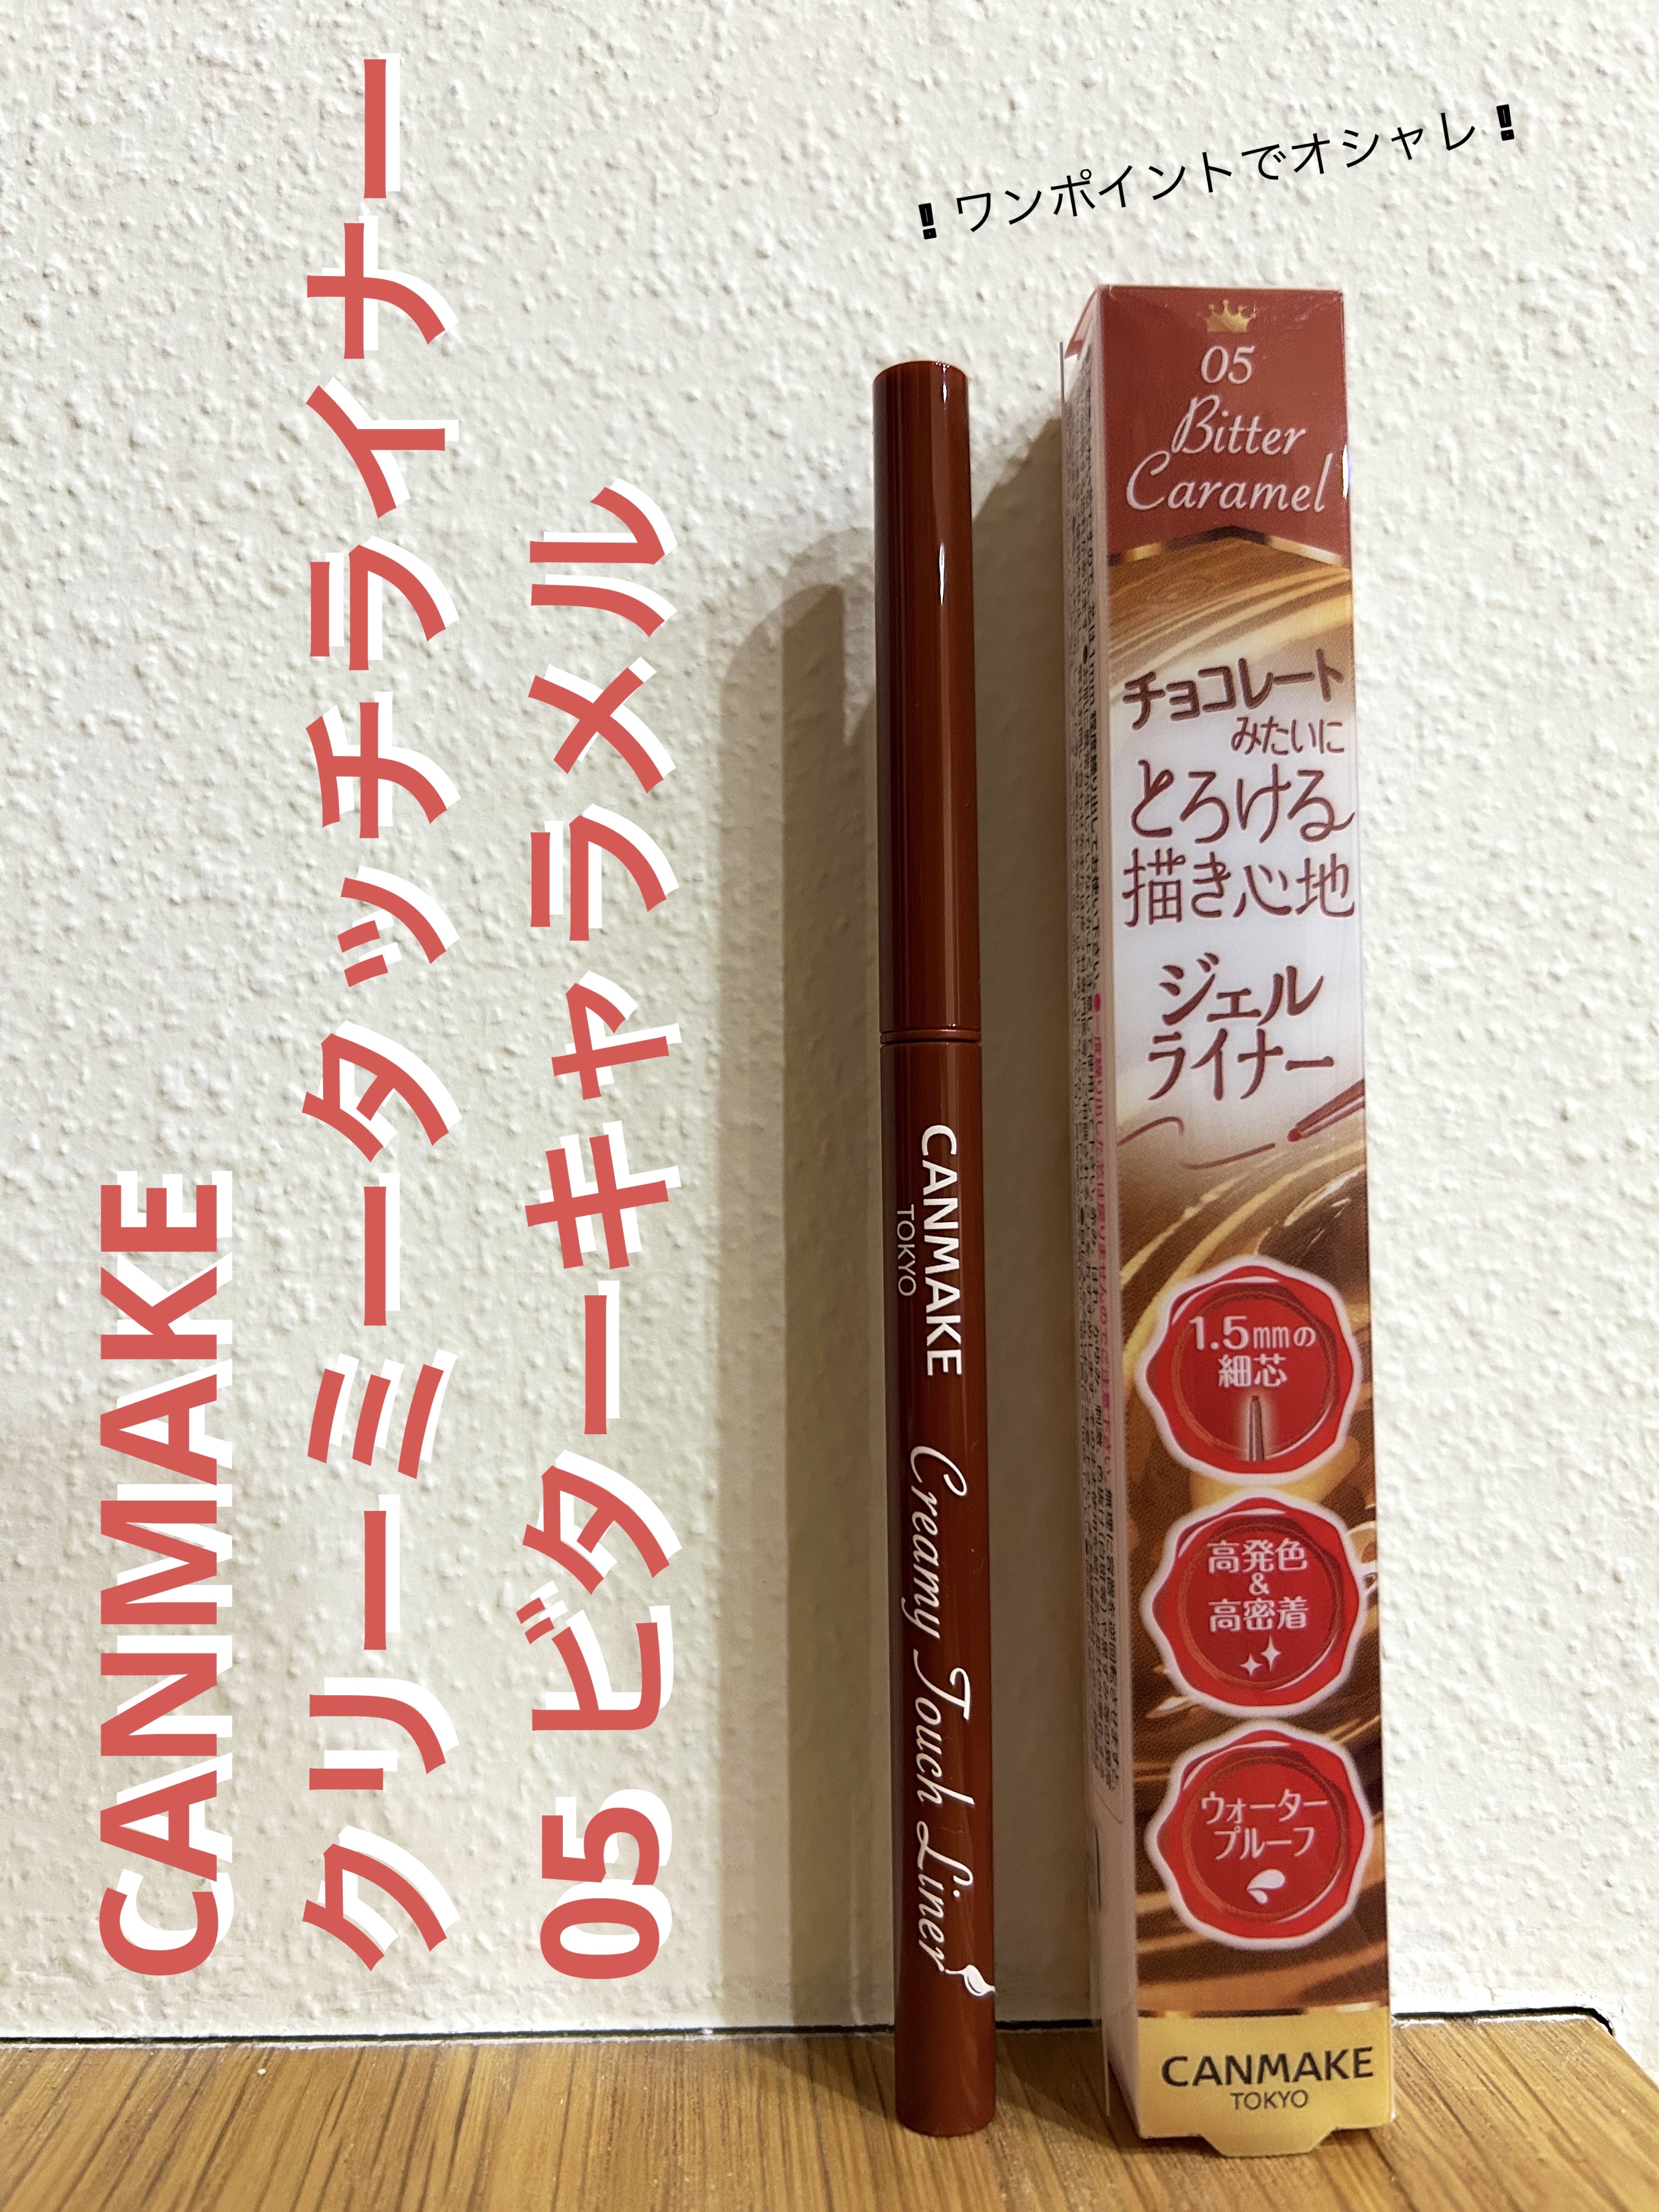 CANMAKE
クリーミータッチライナー
05 ビターキャラメル
❢ワンポイントでオシャレ❢
CANMAKE
TOKYO
Creamy Touch Liner
05
Bitter
Caramel
チョコレート
みたいに
とろける
描き心地
ジェル
ライナー
1.5mmの
細芯
高発色
&
高密着
ウォーター
プルーフ
CANMAKE
TOKYO